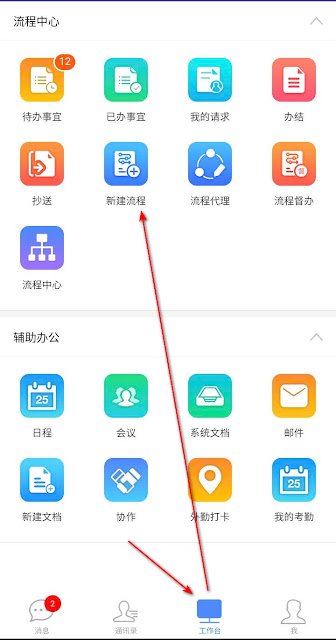 流程中心
12
待办事宜
已办事宜
我的请求
办结
督
抄送
新建流程
流程代理
流程督办
流程中心
辅助办公
25
日程
会议
系统文档
邮件
25
新建文档
协作
外勤打卡
我的考勤
2
消息
通讯录
工作台
我